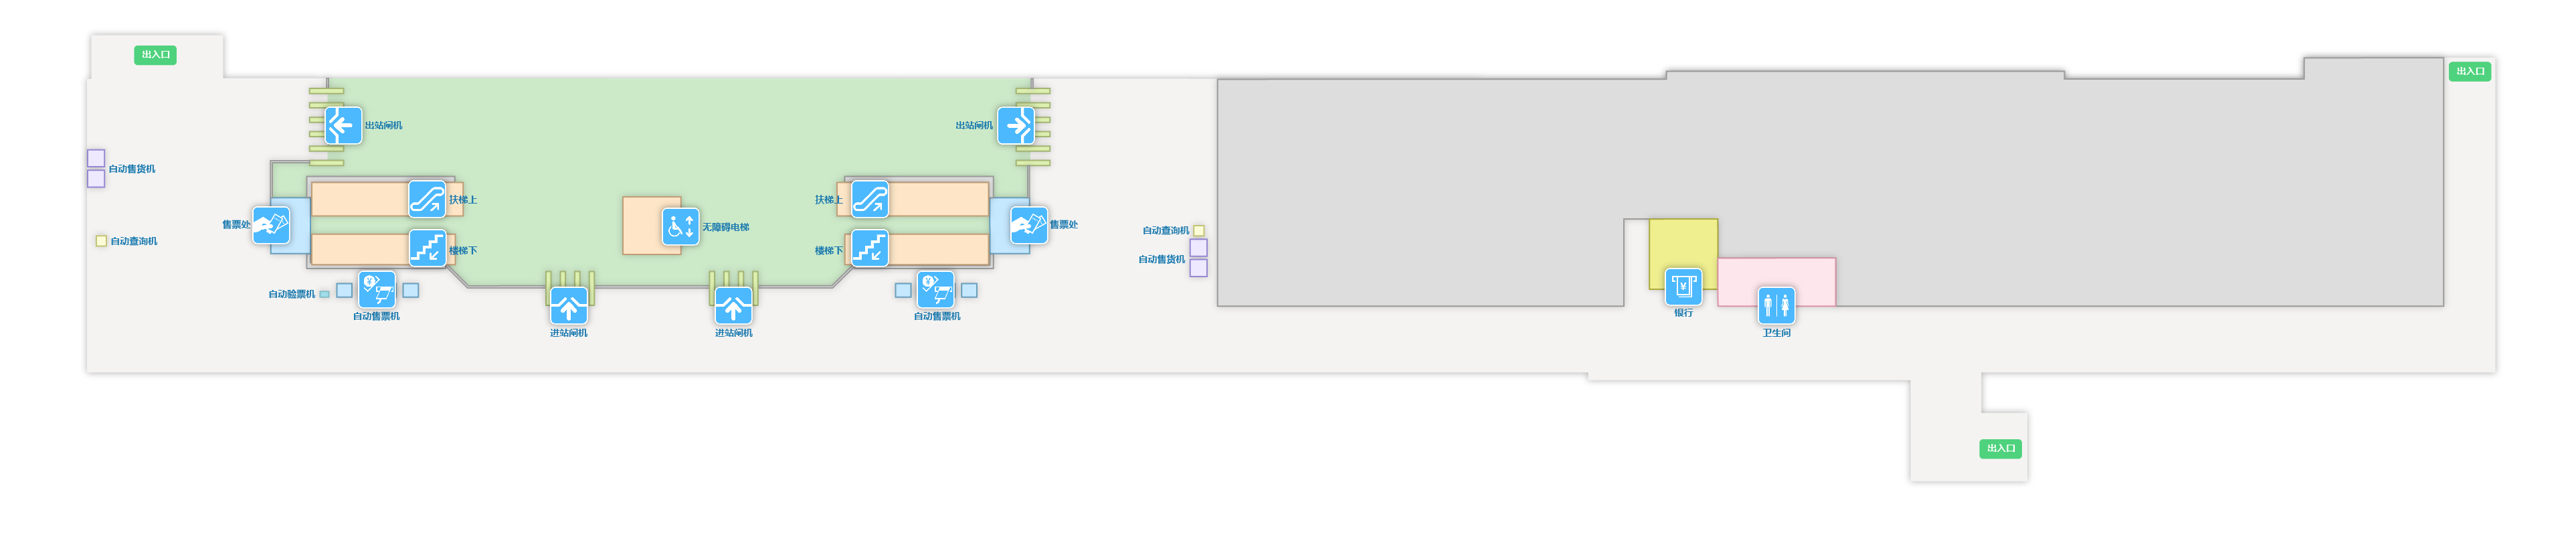 出入口
出入口
出站闸机
出站闸机
自动售货机
扶梯上
扶梯上
售票处
无障碍电梯
售票处
自动查询机
自动查询机
楼梯下
楼梯下
自动售货机
自动验票机
自动售票机
自动售票机
银行
进站闸机
进站闸机
卫生间
出入口